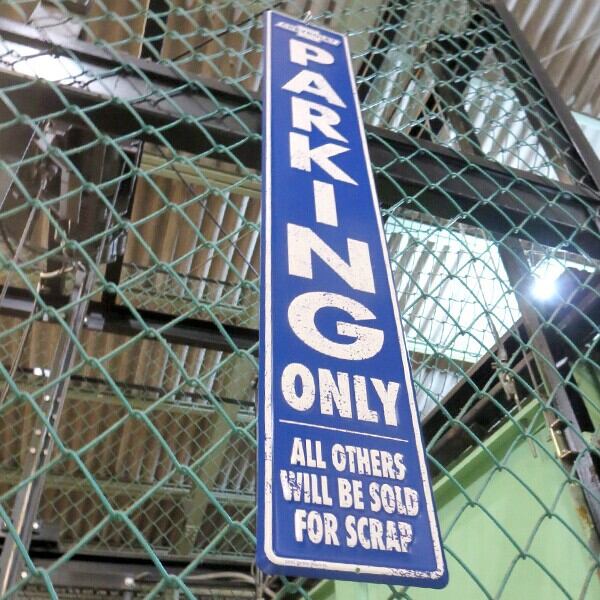 PARKING
ONLY
ALL OTHERS
WILL BE SOLD
FOR SCRAP